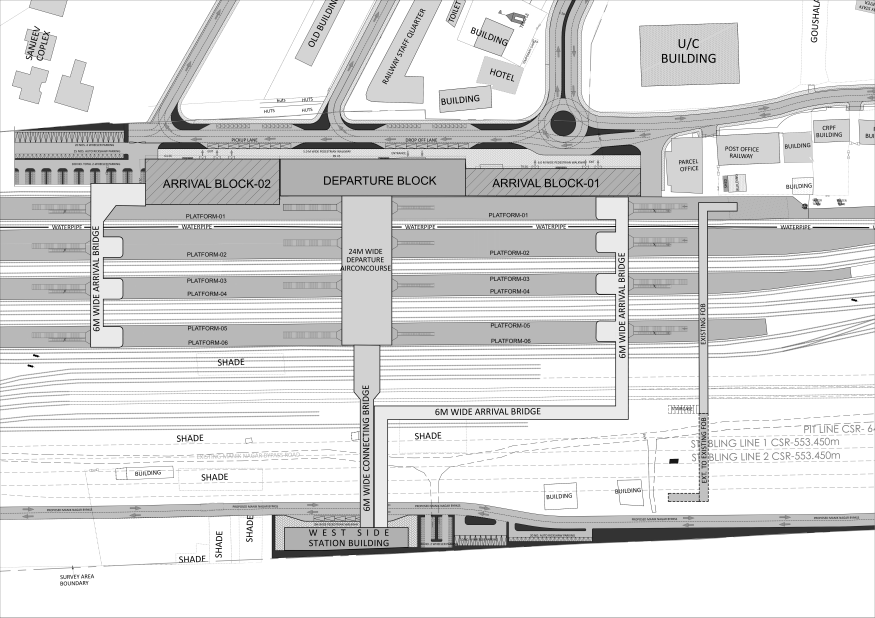 SANJEEV
COPLEX
OLD BUILDING
RAILWAY STAFF QUARTER
TOILET
BUILDING
HOTEL
BUILDING
U/C
BUILDING
GOUSHALA
HUTS
HUTS
HUTS
HUTS
PICKUP LANE
DROP OFF LANE
PARCEL
OFFICE
POST OFFICE
RAILWAY
BUILDING
CRPF
BUILDING
BUILDING
ARRIVAL BLOCK-02
DEPARTURE BLOCK
ARRIVAL BLOCK-01
PLATFORM-01
PLATFORM-01
WATERPIPE
WATERPIPE
WATERPIPE
WATERPIPE
WATERPIPE
PLATFORM-02
PLATFORM-02
24M WIDE
DEPARTURE
AIRCONCOURSE
6M WIDE ARRIVAL BRIDGE
6M WIDE ARRIVAL BRIDGE
PLATFORM-03
PLATFORM-03
PLATFORM-04
PLATFORM-04
PLATFORM-05
PLATFORM-05
PLATFORM-06
PLATFORM-06
EXISTING FOB
SHADE
6M WIDE CONNECTING BRIDGE
6M WIDE ARRIVAL BRIDGE
SHADE
SHADE
EXT. TO EXISTING FOB
PIT LINE CSR- 6
STABLING LINE 1 CSR-553.450m
STABLING LINE 2 CSR-553.450m
BUILDING
SHADE
BUILDING
BUILDING
SHADE
SHADE
SHADE
WEST SIDE
STATION BUILDING
SURVEY AREA
BOUNDARY